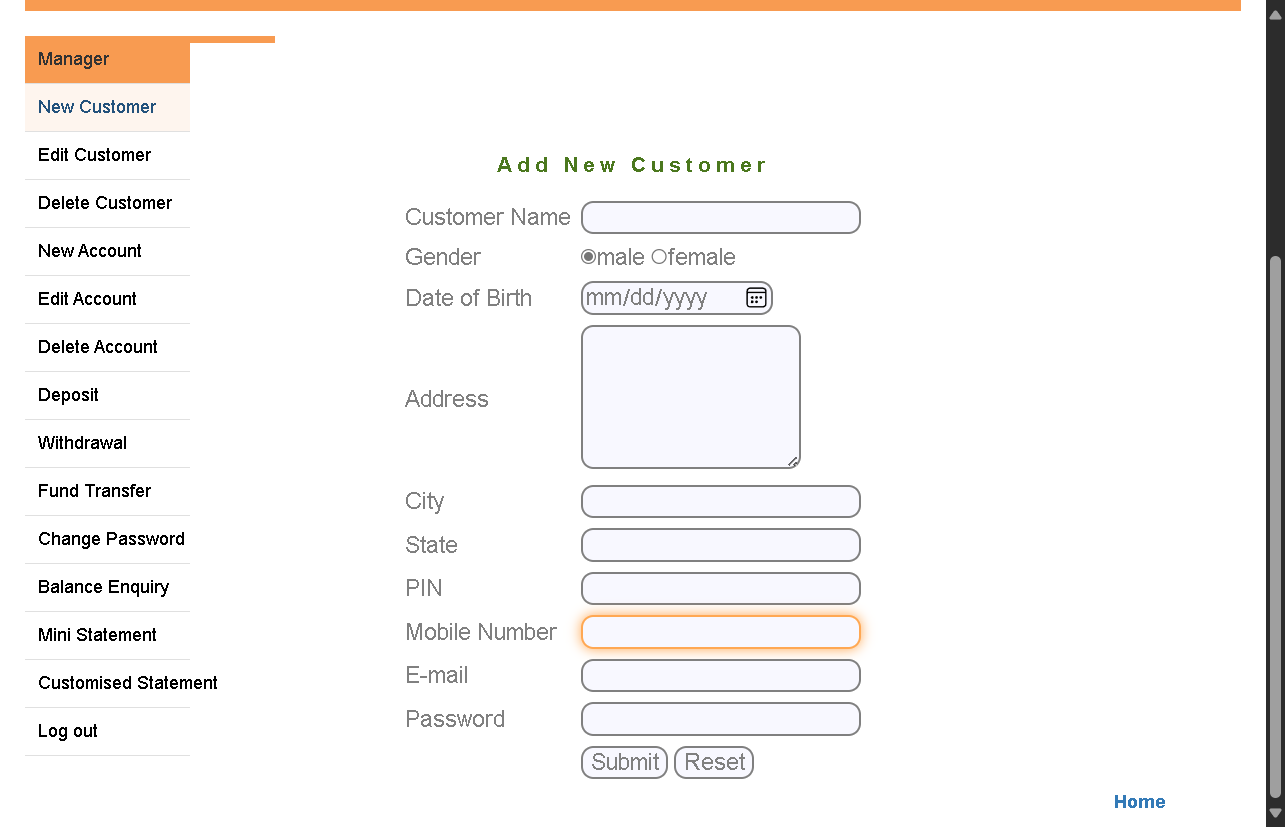 Manager
New Customer
Edit Customer
Delete Customer
New Account
Edit Account
Delete Account
Deposit
Withdrawal
Fund Transfer
Change Password
Balance Enquiry
Mini Statement
Customised Statement
Log out
Add New Customer
Customer Name
Gender male female
Date of Birth mm/dd/yyyy
Address
City
State
PIN
Mobile Number
E-mail
Password
Submit Reset
Home